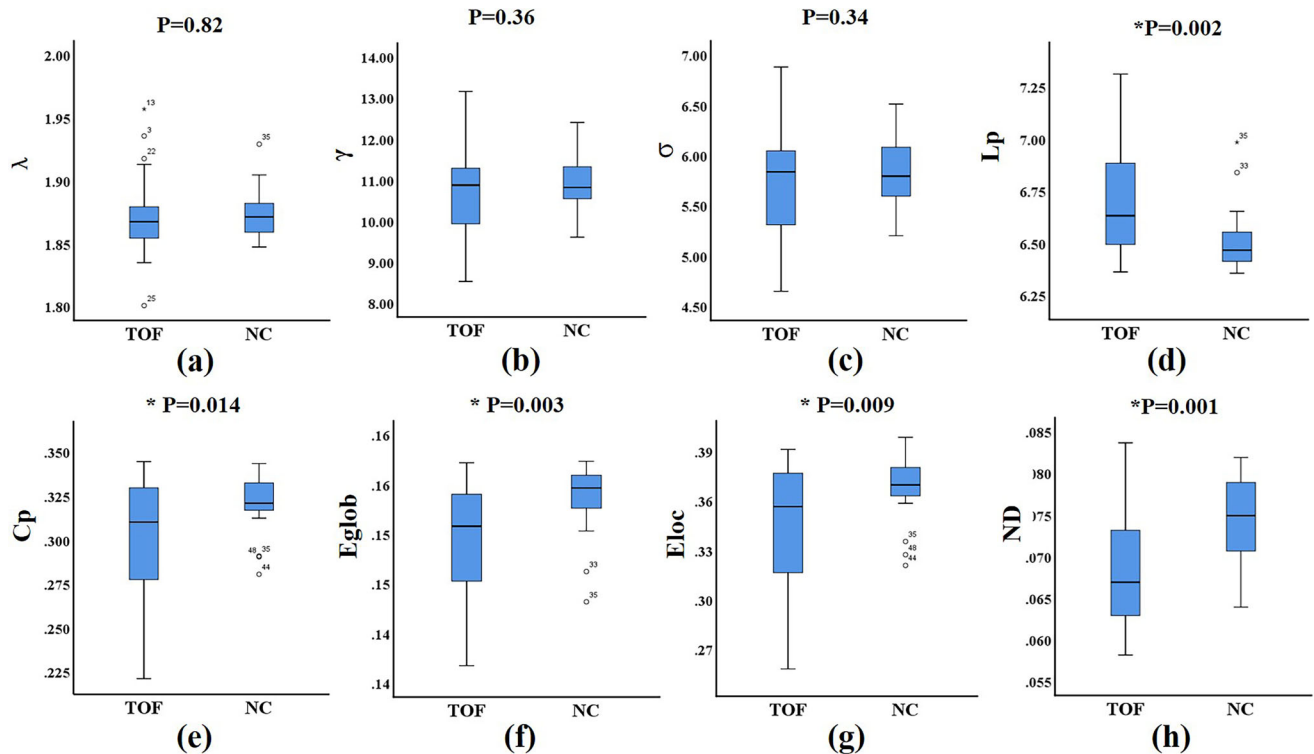 P=0.82
2.00
1.95
1.90
1.85
1.80
λ
13
3
22
25
35
TOF NC
(a)
P=0.36
14.00
13.00
12.00
11.00
10.00
9.00
8.00
γ
TOF NC
(b)
P=0.34
7.00
6.50
6.00
5.50
5.00
4.50
σ
TOF NC
(c)
*P=0.002
7.25
7.00
6.75
6.50
6.25
Lp
35
33
TOF NC
(d)
* P=0.014
.350
.325
.300
.275
.250
.225
Cp
48 35
44
TOF NC
(e)
* P=0.003
.16
.16
.15
.15
.14
.14
Eglob
33
35
TOF NC
(f)
* P=0.009
.39
.36
.33
.30
.27
Eloc
35
48
44
TOF NC
(g)
*P=0.001
.085
.080
.075
.070
.065
.060
.055
ND
TOF NC
(h)